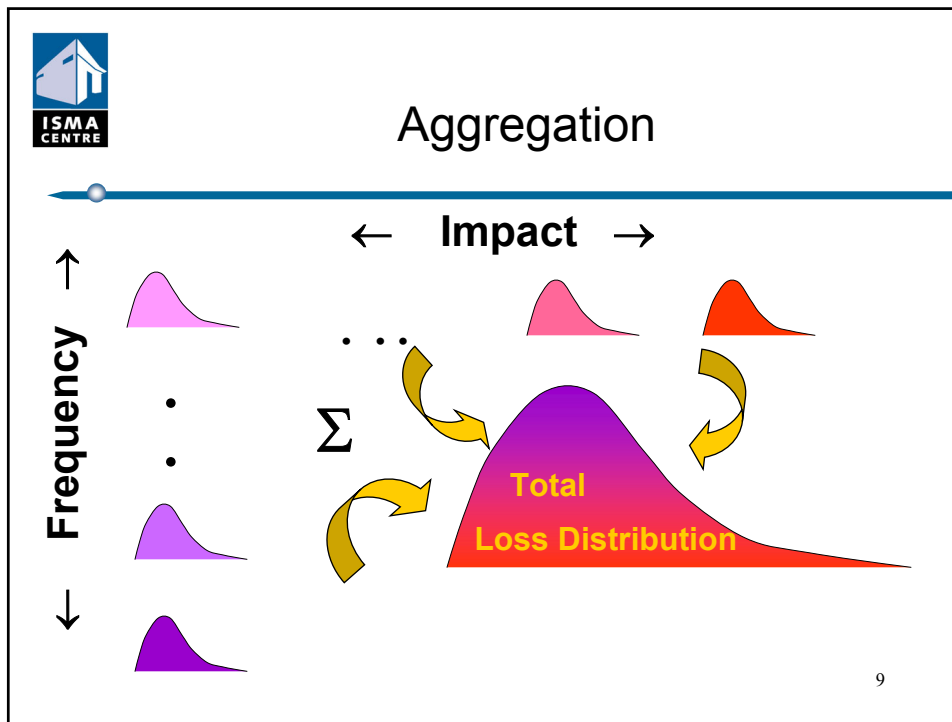 ISMA
CENTRE
Aggregation
← Impact →
← Frequency →
. . .
.
.
Σ
Total
Loss Distribution
9